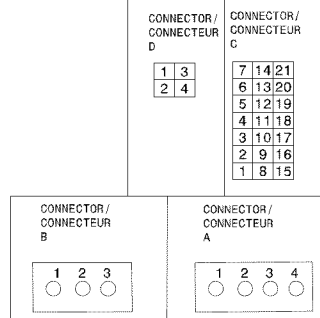 CONNECTOR/
CONNECTEUR
D
1 3
2 4
CONNECTOR/
CONNECTEUR
C
7 14 21
6 13 20
5 12 19
4 11 18
3 10 17
2 9 16
1 8 15
CONNECTOR/
CONNECTEUR
B
1 2 3
CONNECTOR/
CONNECTEUR
A
1 2 3 4